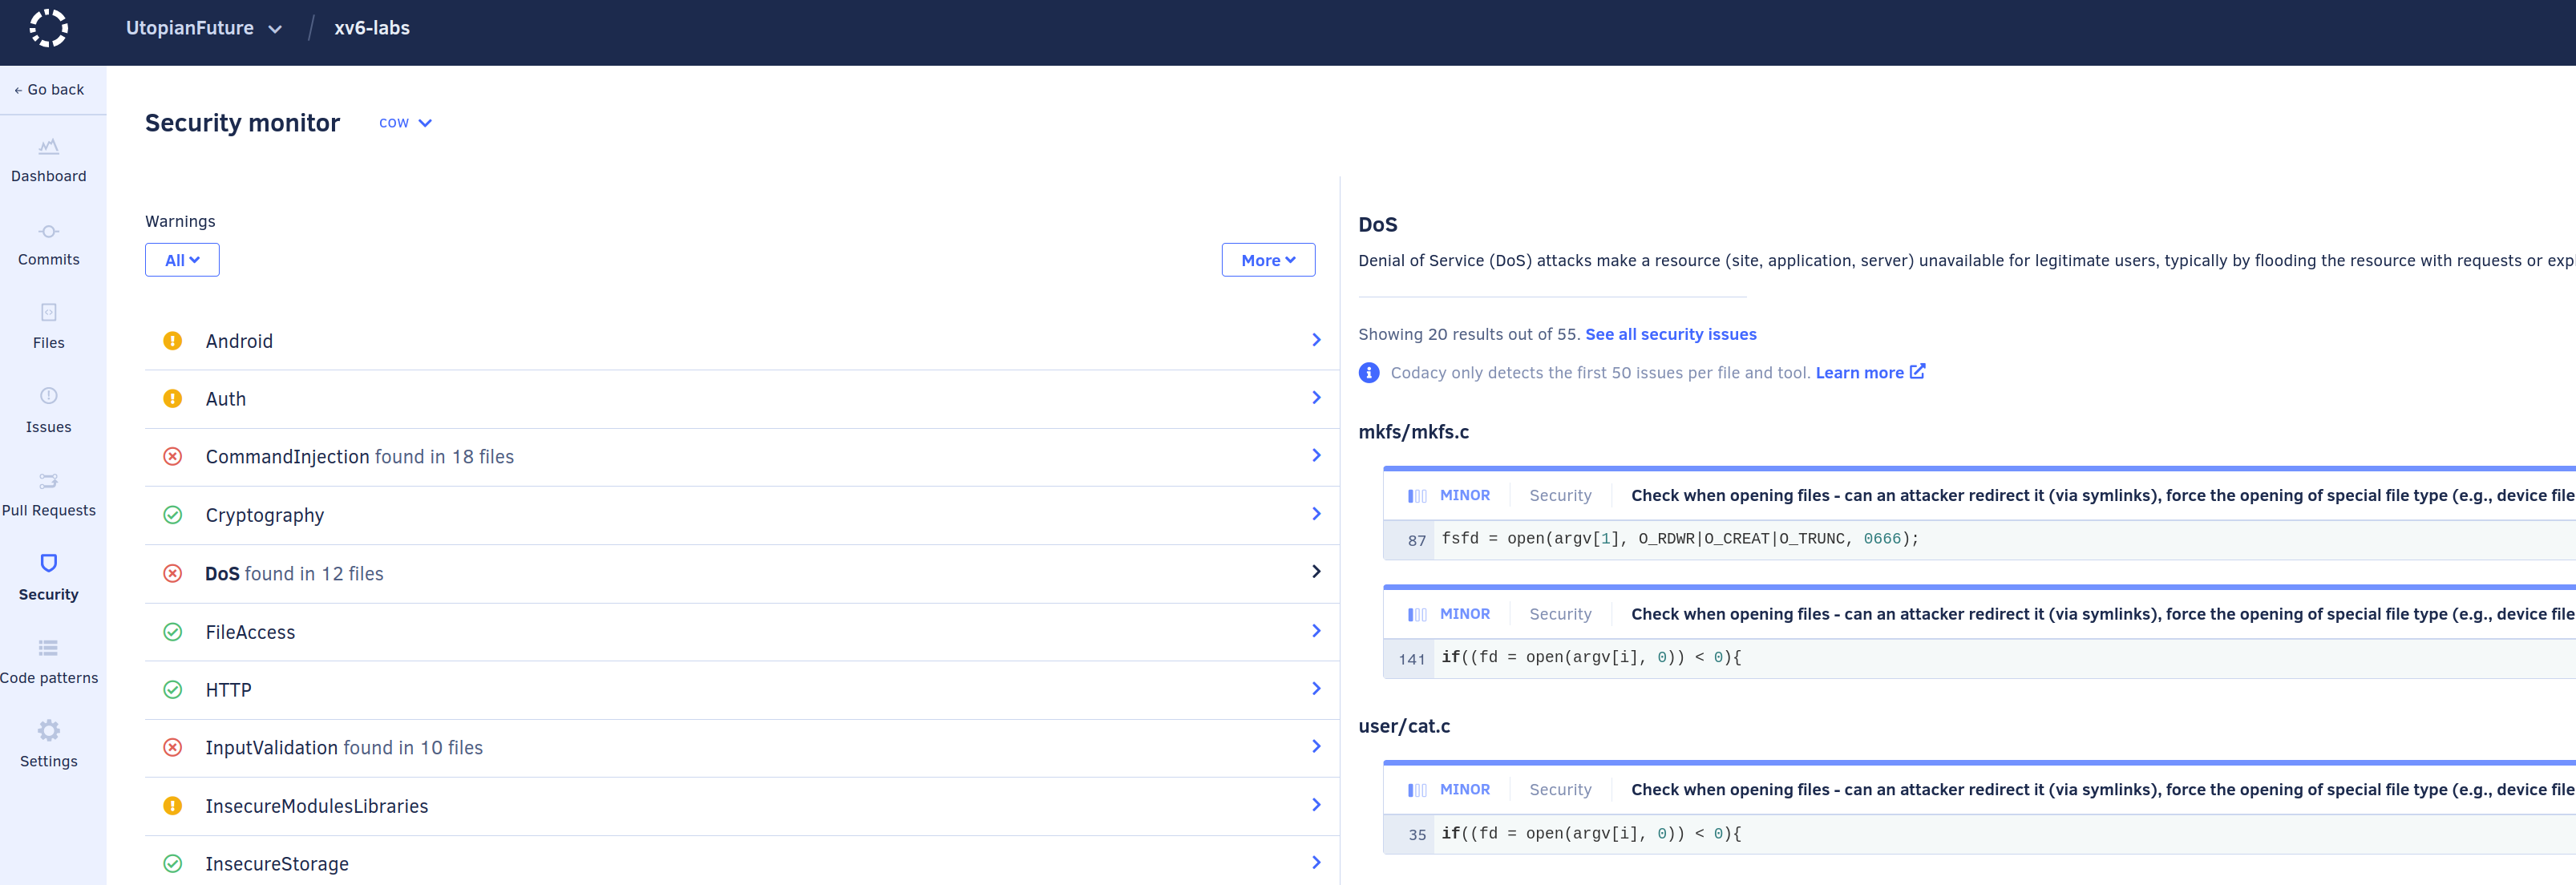 UtopianFuture / xv6-labs
← Go back
Dashboard
Commits
Files
Issues
Pull Requests
Security
Code patterns
Settings
Security monitor cow
Warnings
All
More
Android
Auth
CommandInjection found in 18 files
Cryptography
DoS found in 12 files
FileAccess
HTTP
InputValidation found in 10 files
InsecureModulesLibraries
InsecureStorage
DoS
Denial of Service (DoS) attacks make a resource (site, application, server) unavailable for legitimate users, typically by flooding the resource with requests or exp
Showing 20 results out of 55. See all security issues
Codacy only detects the first 50 issues per file and tool. Learn more
mkfs/mkfs.c
MINOR Security Check when opening files - can an attacker redirect it (via symlinks), force the opening of special file type (e.g., device file
87 fsfd = open(argv[1], O_RDWR|O_CREAT|O_TRUNC, 0666);
MINOR Security Check when opening files - can an attacker redirect it (via symlinks), force the opening of special file type (e.g., device file
141 if((fd = open(argv[i], 0)) < 0){
user/cat.c
MINOR Security Check when opening files - can an attacker redirect it (via symlinks), force the opening of special file type (e.g., device file
35 if((fd = open(argv[i], 0)) < 0){